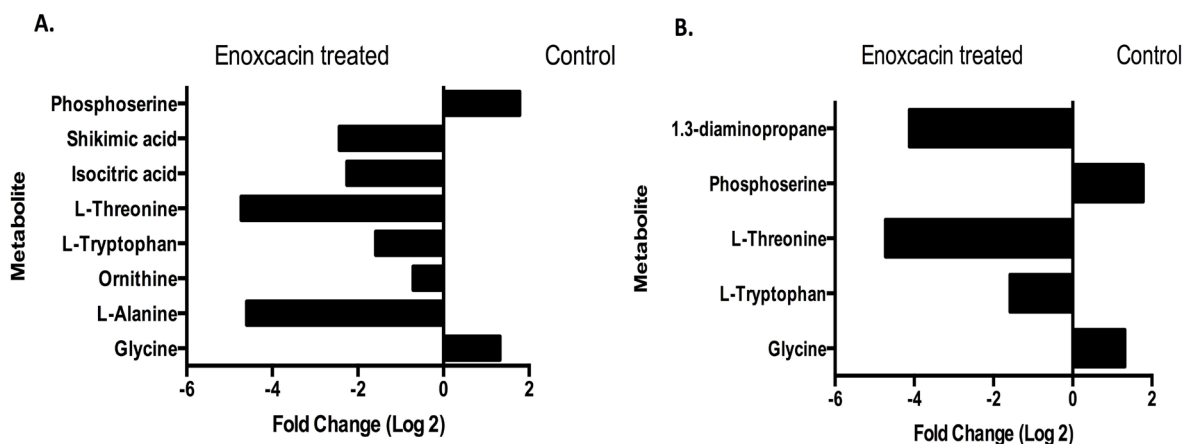 A.
Enoxcacin treated
Control
Metabolite
Phosphoserine
Shikimic acid
Isocitric acid
L-Threonine
L-Tryptophan
Ornithine
L-Alanine
Glycine
-6 -4 -2 0 2
Fold Change (Log 2)
B.
Enoxcacin treated
Control
Metabolite
1.3-diaminopropane
Phosphoserine
L-Threonine
L-Tryptophan
Glycine
-6 -4 -2 0 2
Fold Change (Log 2)